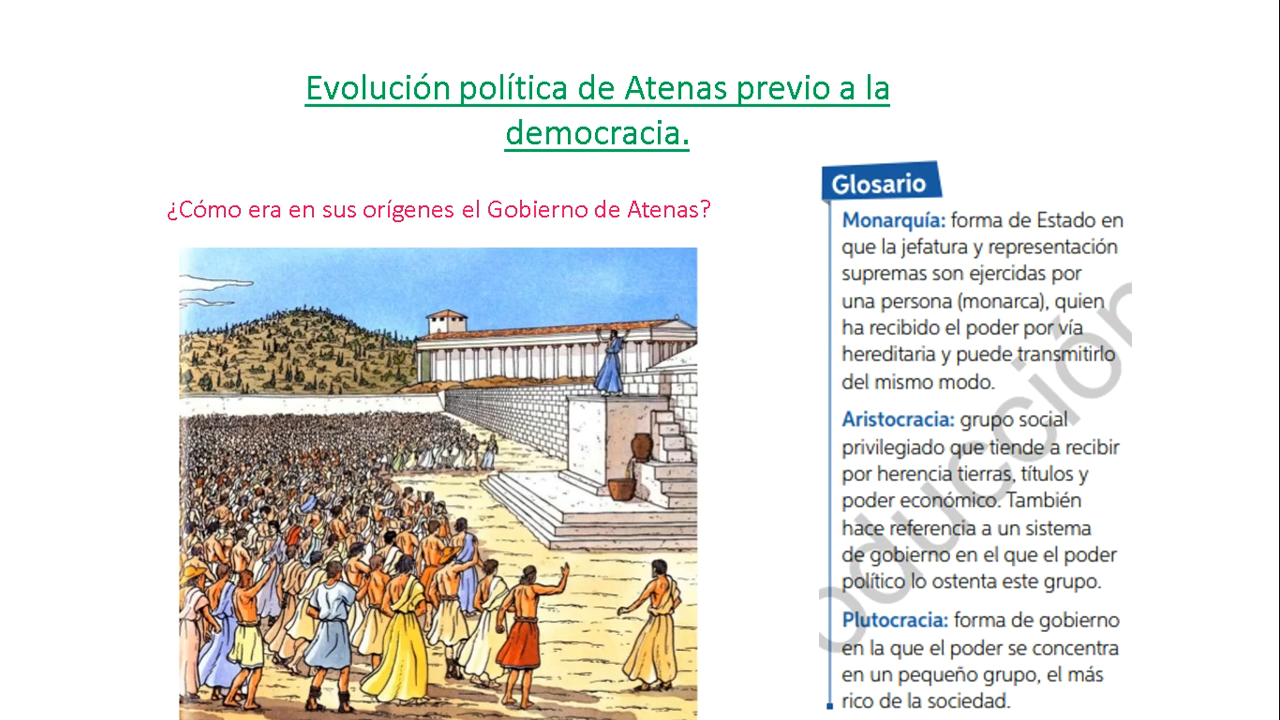 Evolución política de Atenas previo a la
democracia.
¿Cómo era en sus orígenes el Gobierno de Atenas?
Glosario
Monarquía: forma de Estado en
que la jefatura y representación
supremas son ejercidas por
una persona (monarca), quien
ha recibido el poder por vía
hereditaria y puede transmitirlo
del mismo modo.
Aristocracia: grupo social
privilegiado que tiende a recibir
por herencia tierras, títulos y
poder económico. También
hace referencia a un sistema
de gobierno en el que el poder
político lo ostenta este grupo.
Plutocracia: forma de gobierno
en la que el poder se concentra
en un pequeño grupo, el más
rico de la sociedad.